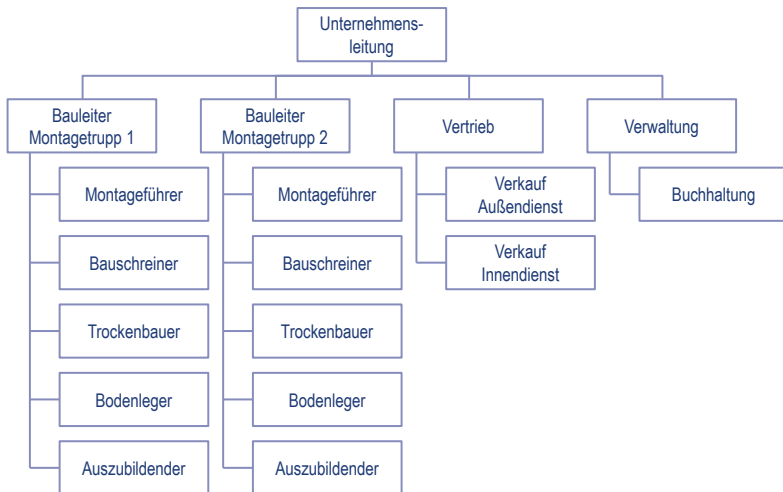 Unternehmens-
leitung
Bauleiter
Montagetrupp 1
Bauleiter
Montagetrupp 2
Vertrieb
Verwaltung
Montageführer
Montageführer
Verkauf
Außendienst
Buchhaltung
Bauschreiner
Bauschreiner
Verkauf
Innendienst
Trockenbauer
Trockenbauer
Bodenleger
Bodenleger
Auszubildender
Auszubildender